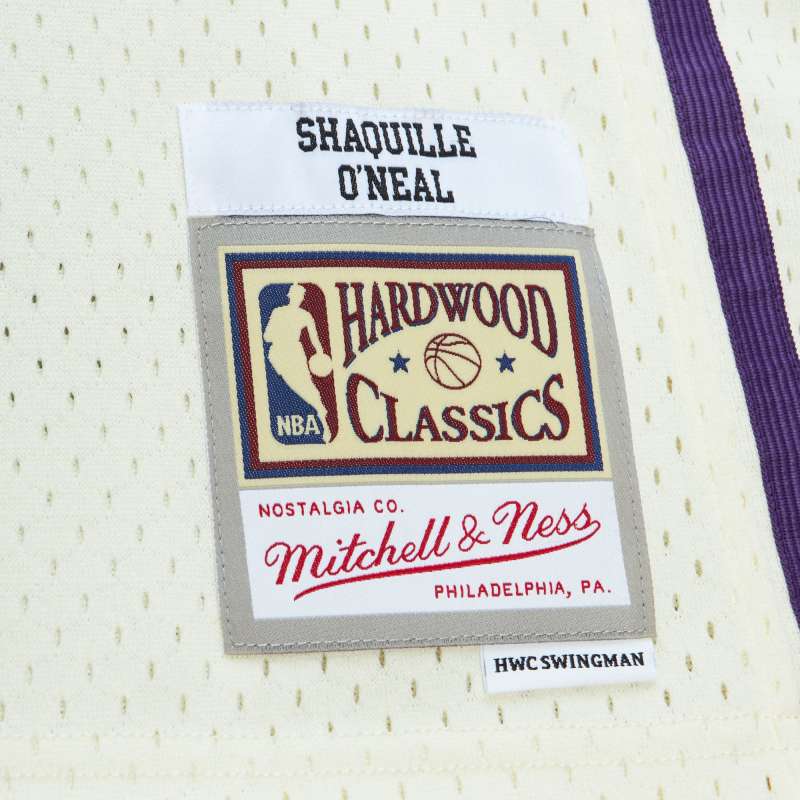 SHAQUILLE
O'NEAL
HARDWOOD
CLASSICS
NBA
NOSTALGIA CO.
Mitchell & Ness
PHILADELPHIA, PA.
HWC SWINGMAN